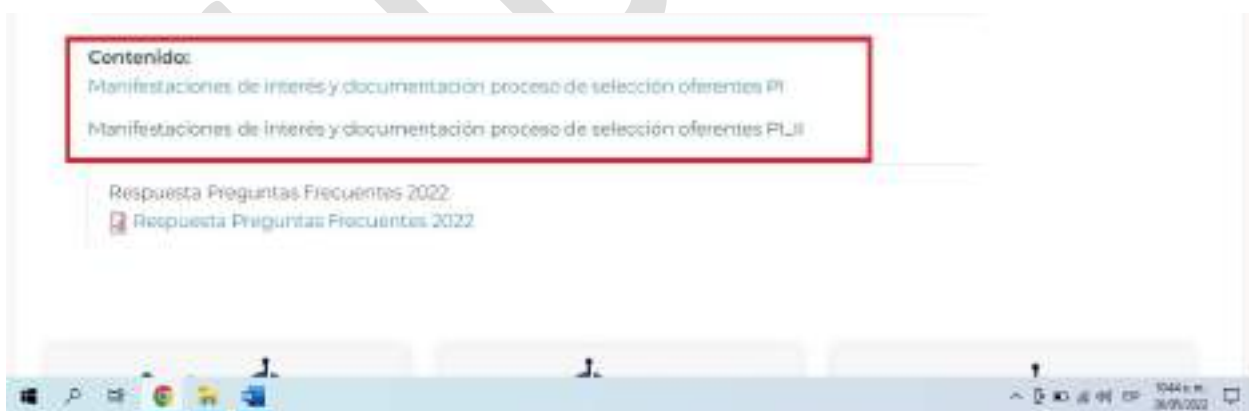 Contenido:
Manifestaciones de interés y documentación proceso de selección oferentes PI
Manifestaciones de interés y documentación proceso de selección oferentes PI_II
Respuesta Preguntas Frecuentes 2022
Respuesta Preguntas Frecuentes 2022